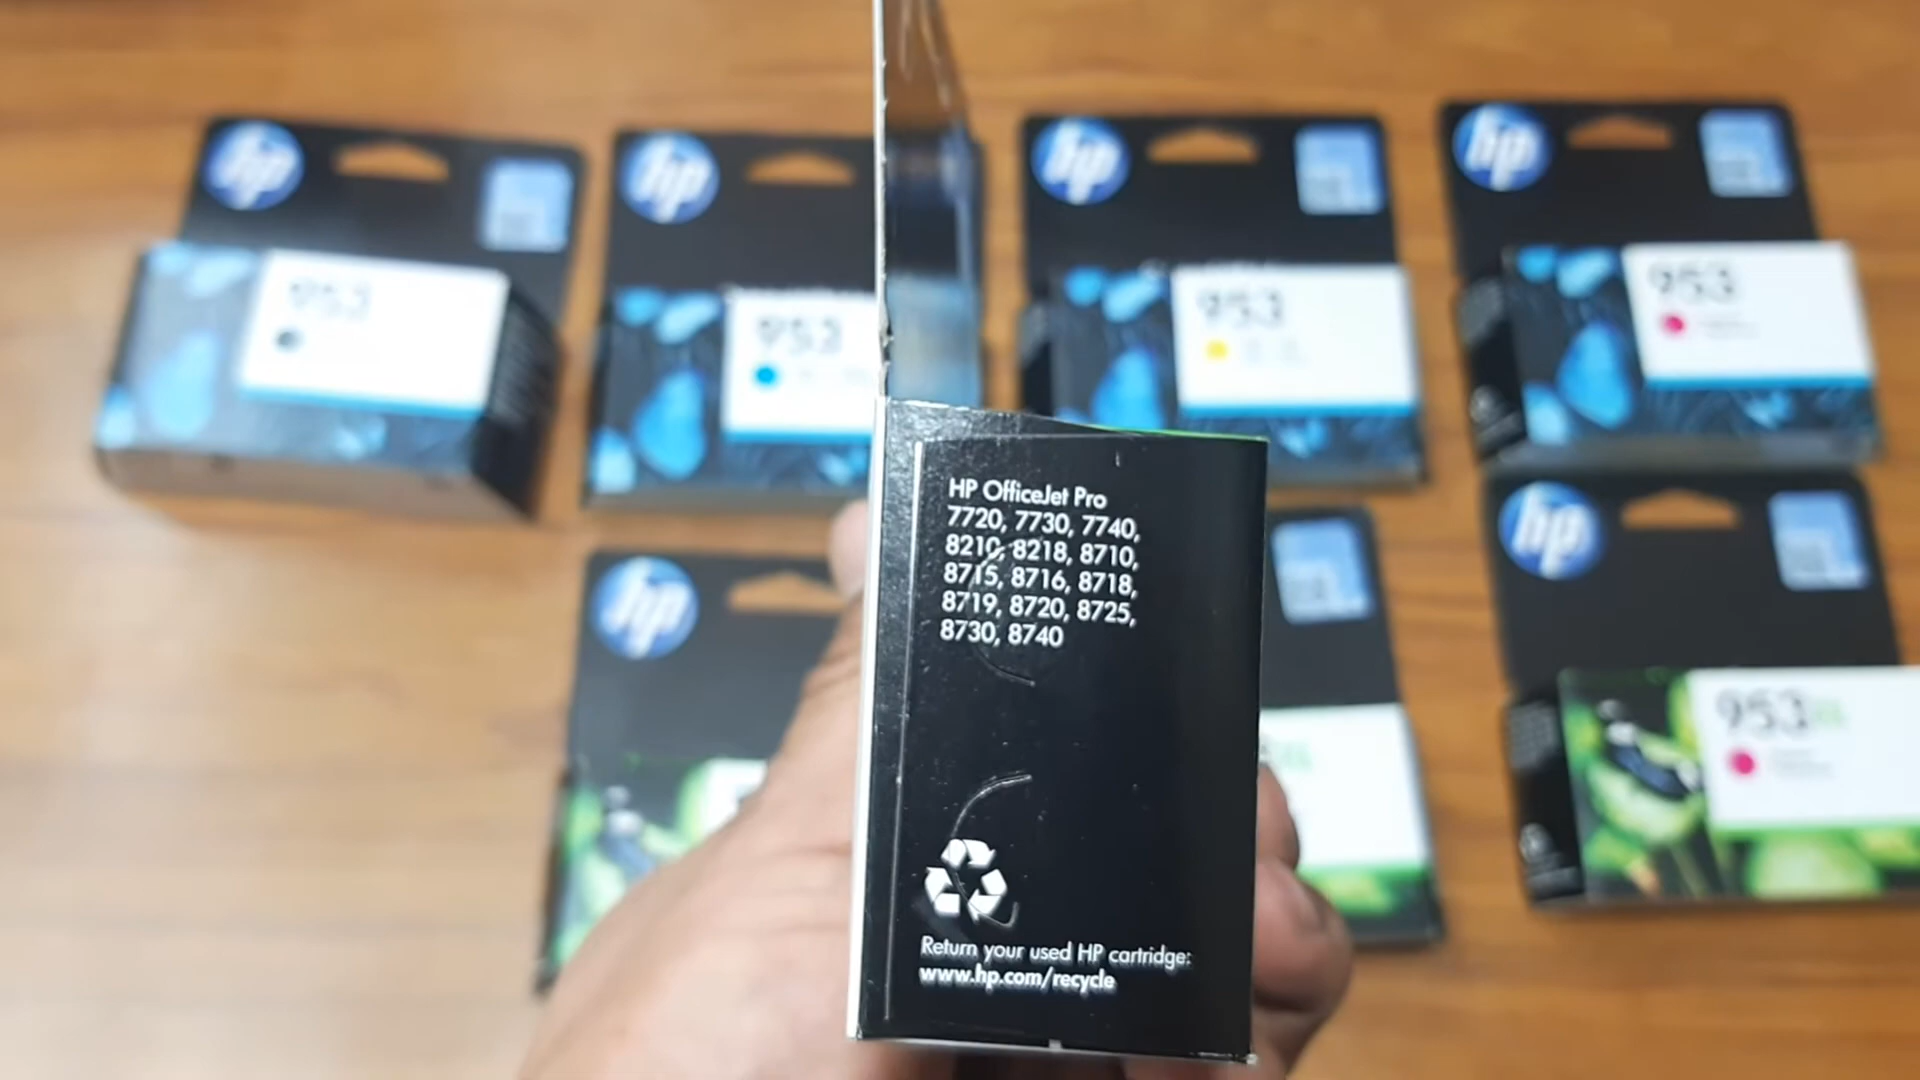 hp
hp
hp
hp
953
953
953
953
HP OfficeJet Pro
7720, 7730, 7740,
8210, 8218, 8710,
8715, 8716, 8718,
8719, 8720, 8725,
8730, 8740
Return your used HP cartridge:
www.hp.com/recycle
hp
hp
953XL